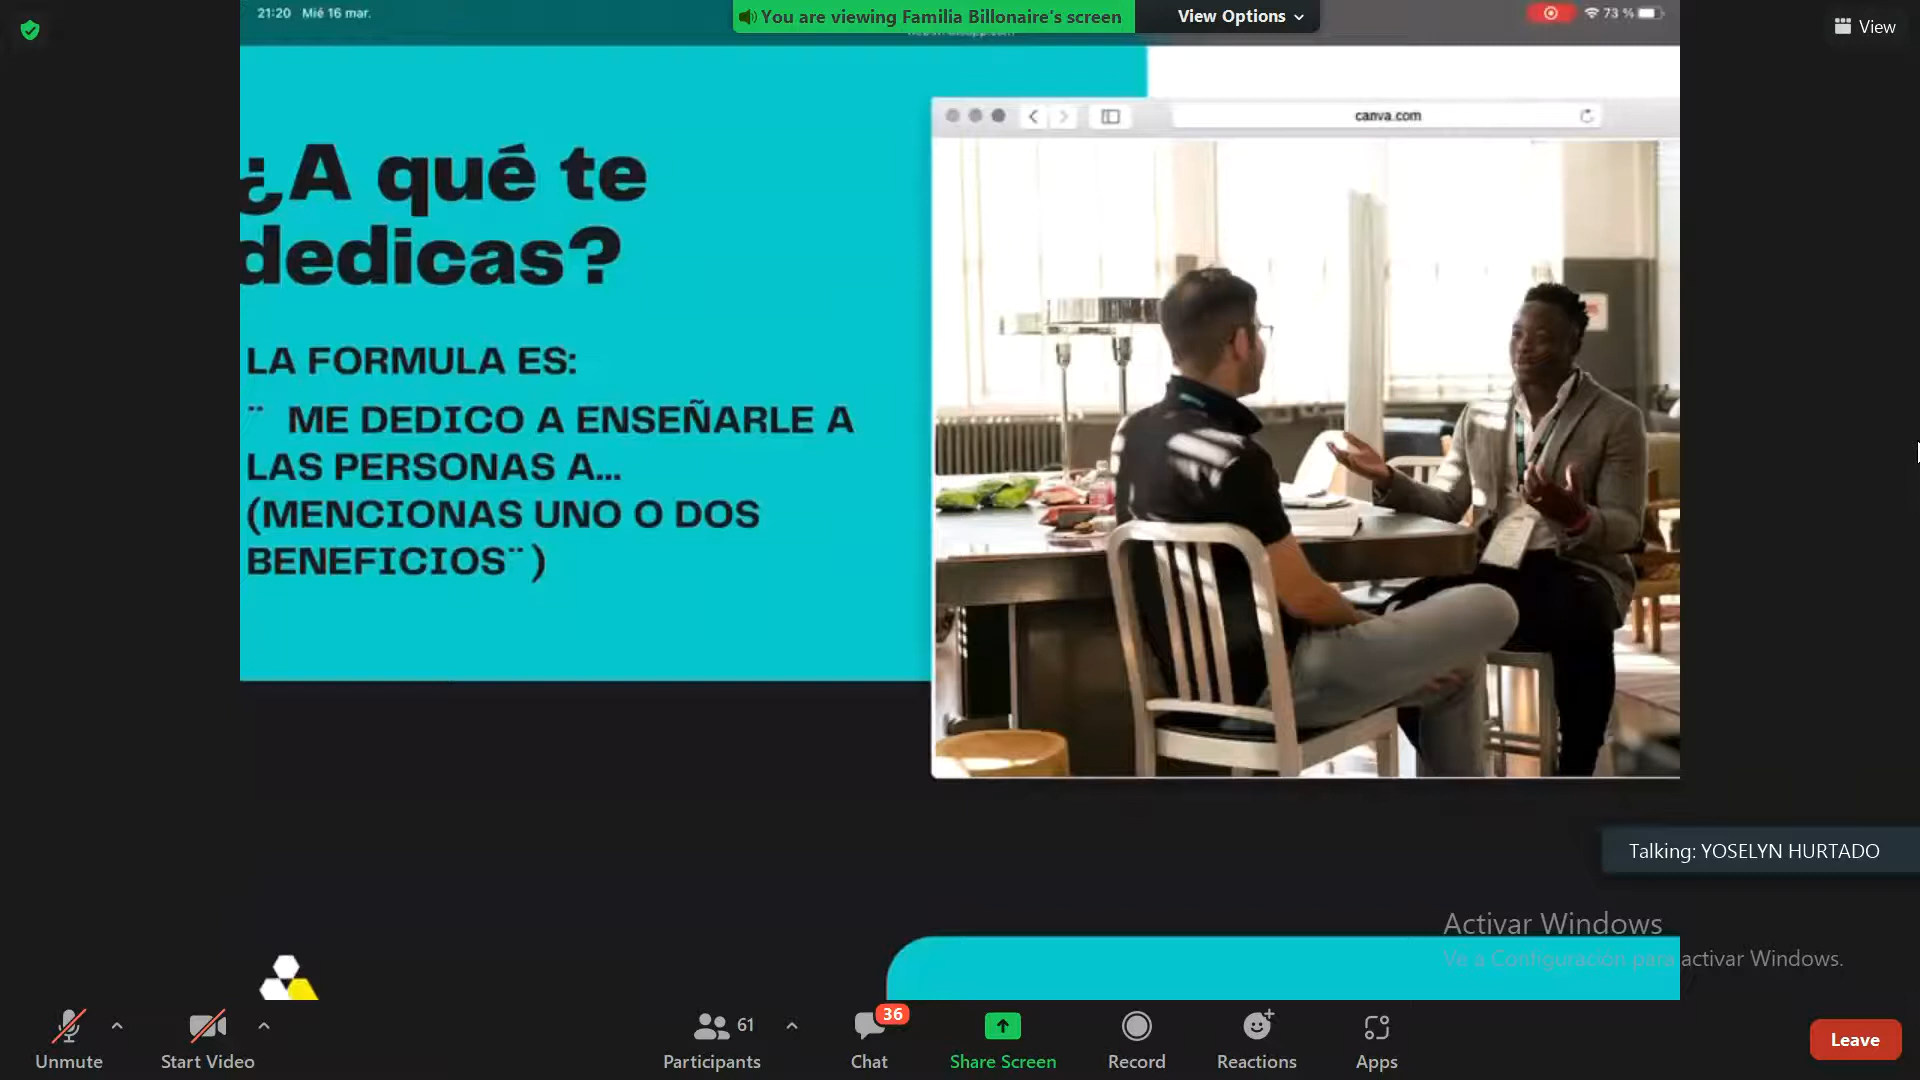 21:20 Mié 16 mar.
You are viewing Familia Billonaire's screen
View Options
73 %
View
canva.com
¿A qué te
dedicas?
LA FORMULA ES:
¨ ME DEDICO A ENSEÑARLE A
LAS PERSONAS A...
(MENCIONAS UNO O DOS
BENEFICIOS¨)
Talking: YOSELYN HURTADO
Activar Windows
Ve a Configuración para activar Windows.
61
36
Unmute
Start Video
Participants
Chat
Share Screen
Record
Reactions
Apps
Leave